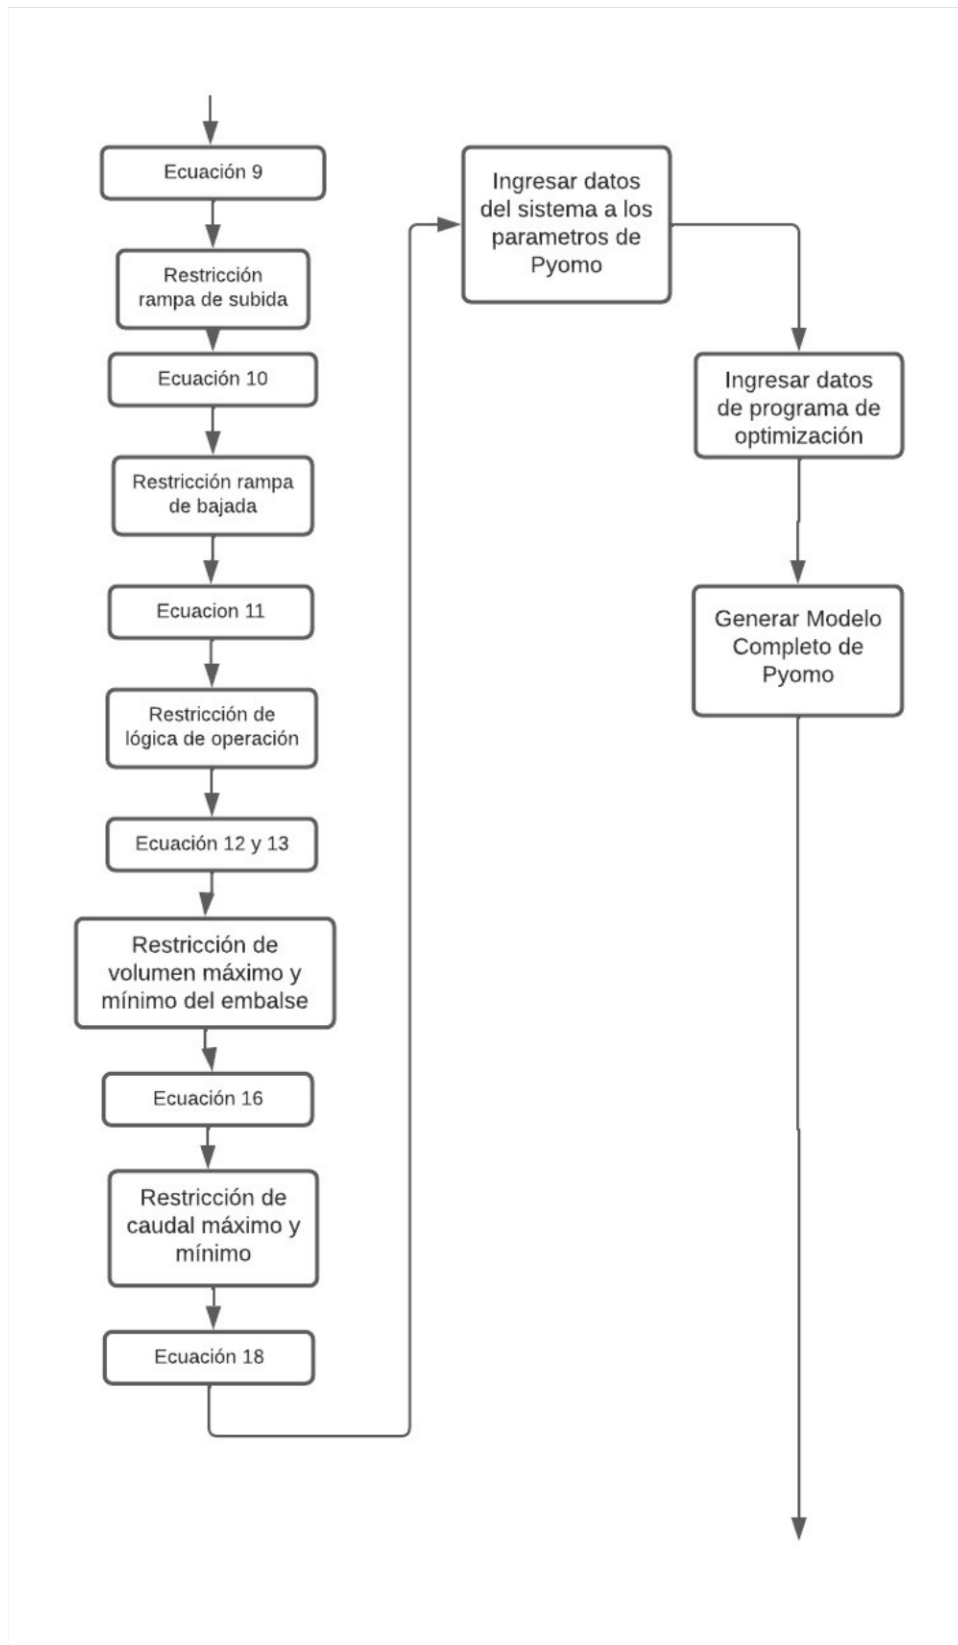 Ecuación 9
Restricción
rampa de subida
Ecuación 10
Restricción rampa
de bajada
Ecuacion 11
Restricción de
lógica de operación
Ecuación 12 y 13
Restricción de
volumen máximo y
mínimo del embalse
Ecuación 16
Restricción de
caudal máximo y
mínimo
Ecuación 18
Ingresar datos
del sistema a los
parametros de
Pyomo
Ingresar datos
de programa de
optimización
Generar Modelo
Completo de
Pyomo